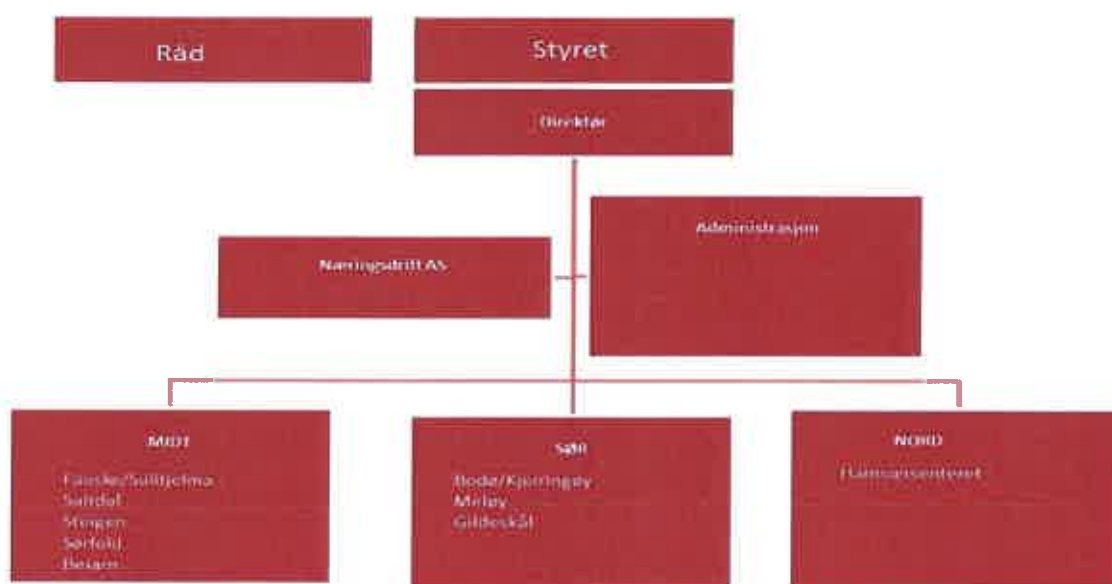 Råd
Styret
Direktør
Administrasjon
Næringsdrift AS
MIDT
Fauske/Sulitjelma
Saltdal
Steigen
Sørfold
Beiarn
SØR
Bodø/Kjerringøy
Meløy
Gildeskål
NORD
Hamsunsenteret